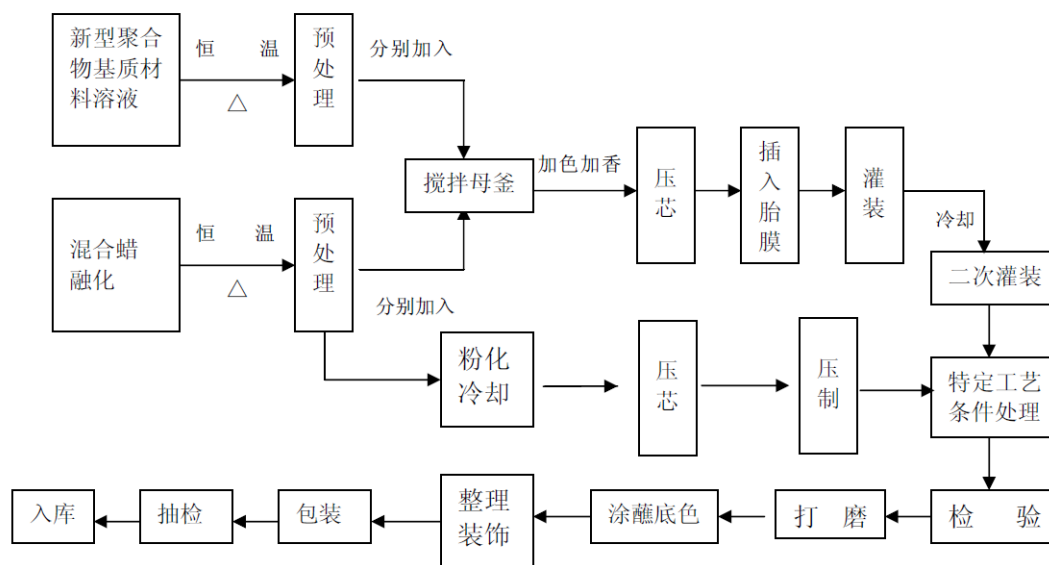 新型聚合
物基质材
料溶液
恒 温
△
预
处
理
分别加入
搅拌母釜
加色加香
压
芯
插
入
胎
膜
灌
装
冷却
二次灌装
混合蜡
融化
恒 温
△
预
处
理
分别加入
粉化
冷却
压
芯
压
制
特定工艺
条件处理
检 验
打 磨
涂蘸底色
整理
装饰
包装
抽检
入库